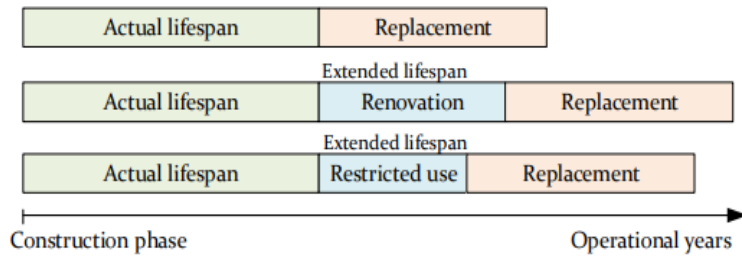 Actual lifespan Replacement
Extended lifespan
Actual lifespan Renovation Replacement
Extended lifespan
Actual lifespan Restricted use Replacement
Construction phase Operational years